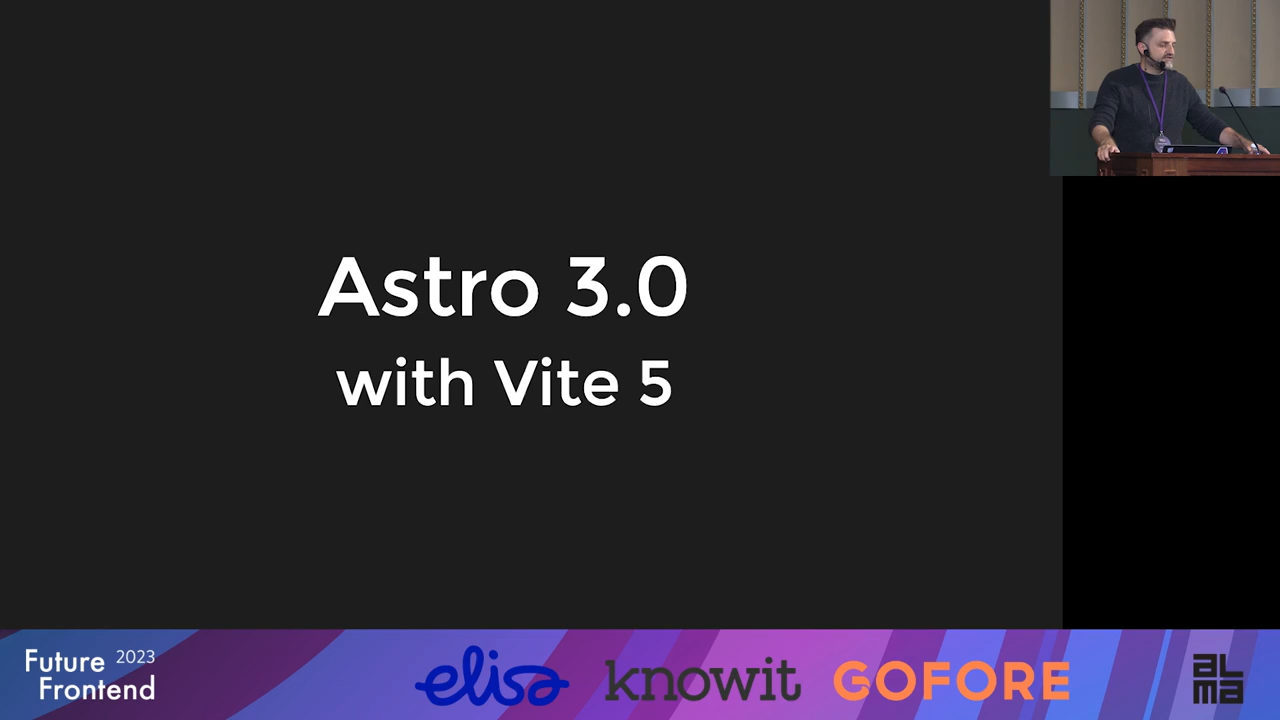 Astro 3.0
with Vite 5
Future 2023
Frontend
elisa
knowit
GOFORE
ALMA